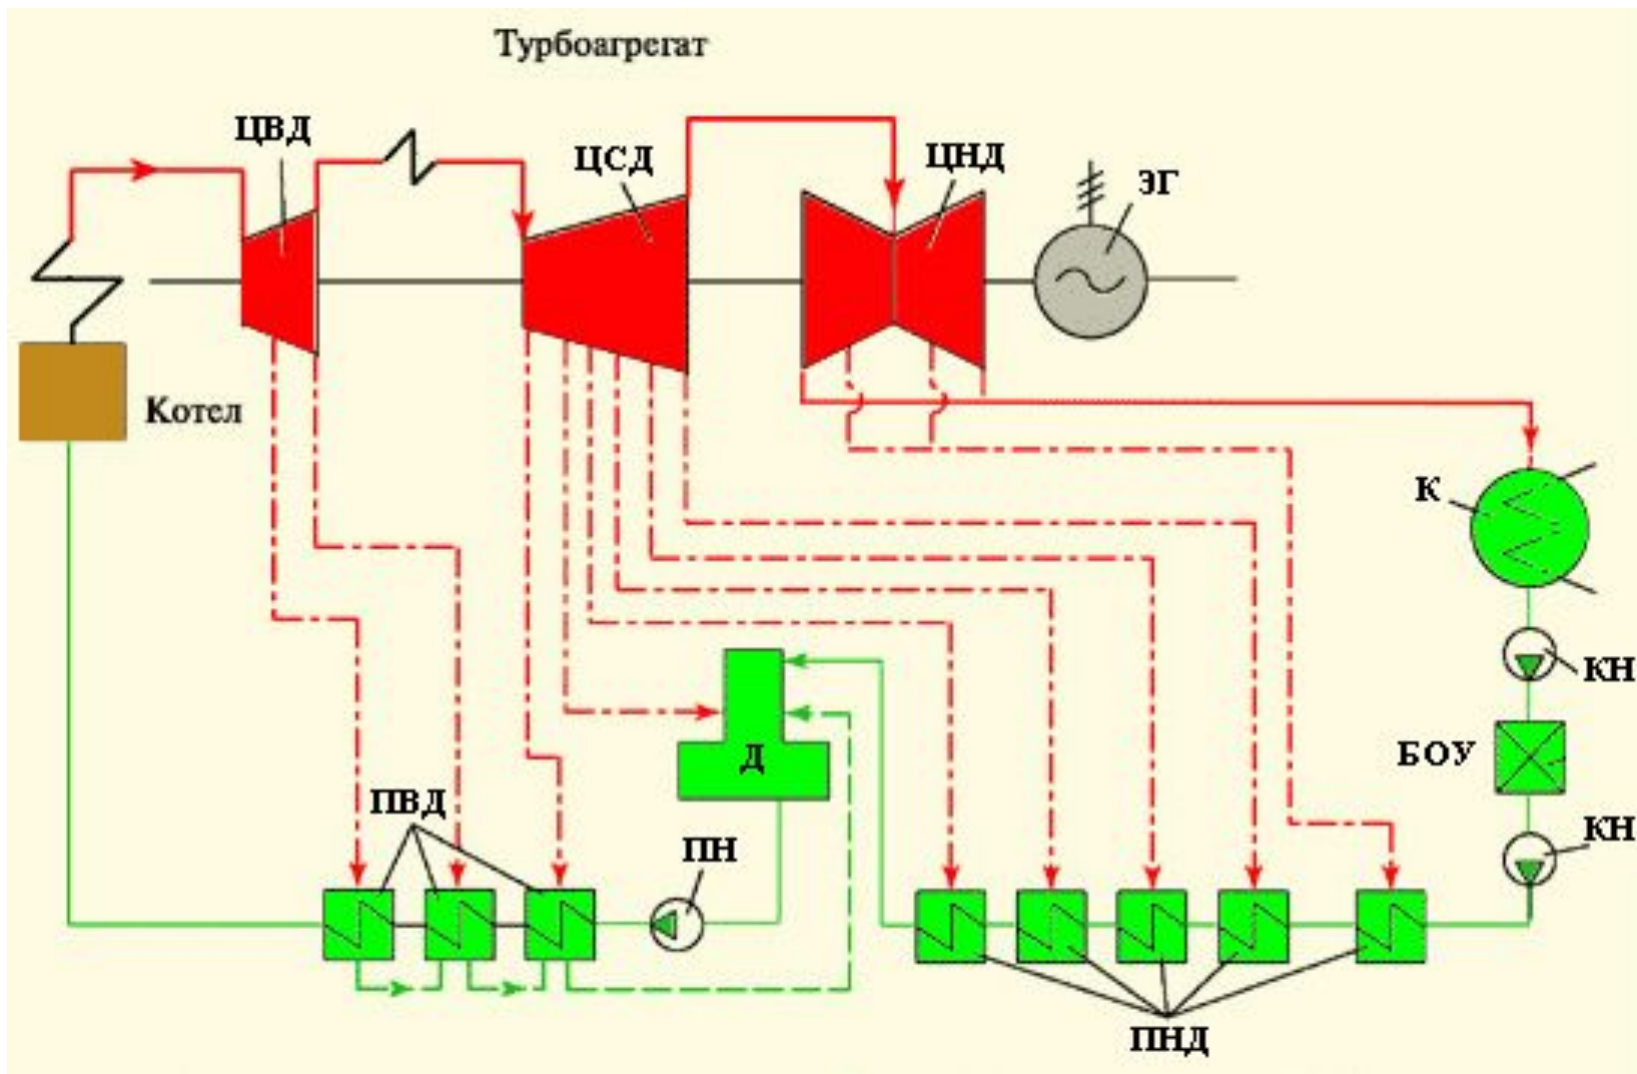 Турбоагрегат
ЦВД
ЦСД
ЦНД
ЭГ
Котел
К
КН
БОУ
Д
ПВД
ПН
КН
ПНД